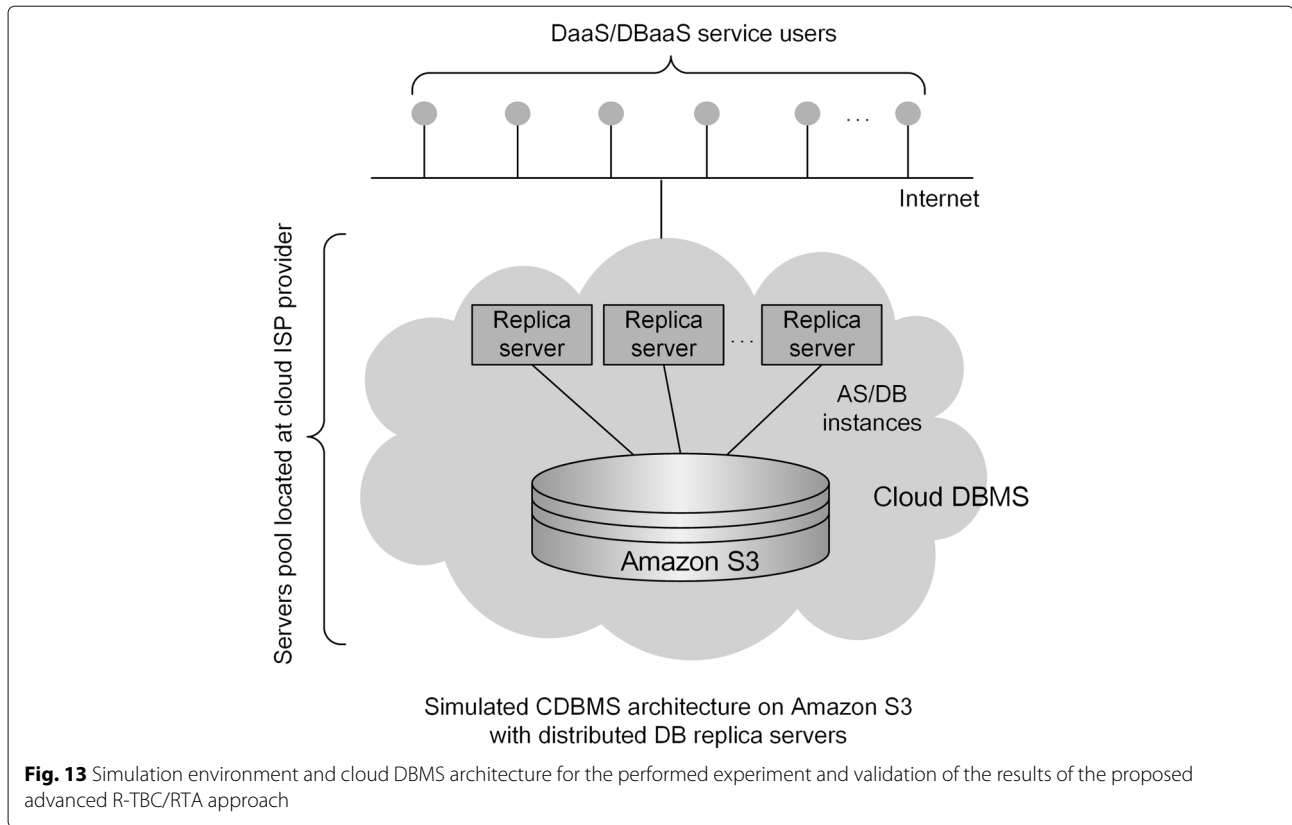 DaaS/DBaaS service users
...
Internet
Servers pool located at cloud ISP provider
Replica
server
Replica
server
...
Replica
server
AS/DB
instances
Cloud DBMS
Amazon S3
Simulated CDBMS architecture on Amazon S3
with distributed DB replica servers
Fig. 13 Simulation environment and cloud DBMS architecture for the performed experiment and validation of the results of the proposed
advanced R-TBC/RTA approach